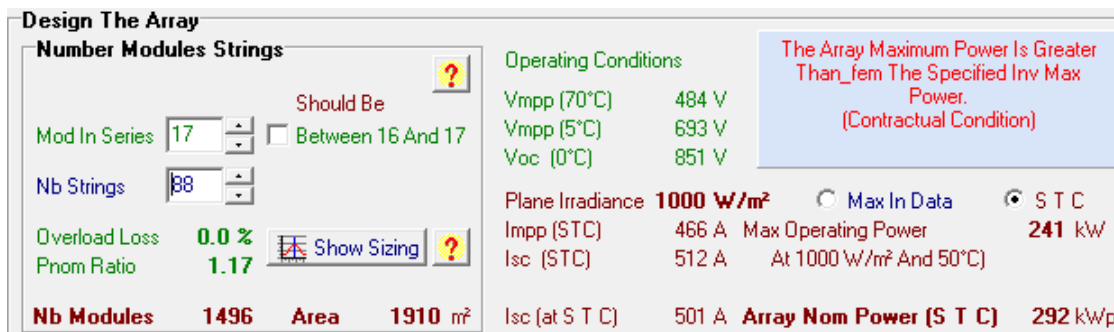 Design The Array
Number Modules Strings
?
Should Be
Mod In Series 17 Between 16 And 17
Nb Strings 88
Overload Loss 0.0 %
Pnom Ratio 1.17
Show Sizing ?
Nb Modules 1496 Area 1910 m²
Operating Conditions
Vmpp (70°C) 484 V
Vmpp (5°C) 693 V
Voc (0°C) 851 V
The Array Maximum Power Is Greater
Than_fem The Specified Inv Max
Power.
(Contractual Condition)
Plane Irradiance 1000 W/m² Max In Data S T C
Impp (STC) 466 A Max Operating Power 241 kW
Isc (STC) 512 A At 1000 W/m² And 50°C)
Isc (at S T C) 501 A Array Nom Power (S T C) 292 kWp